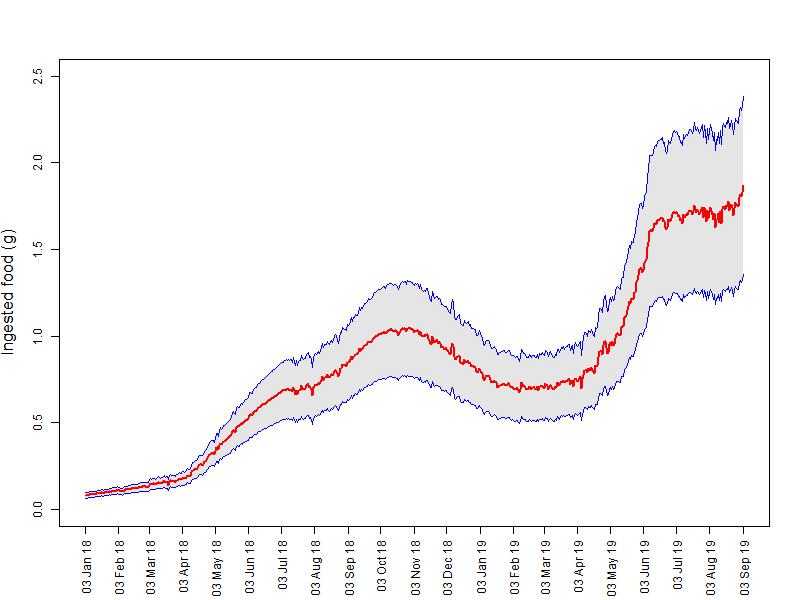 Ingested food (g)
2.5
2.0
1.5
1.0
0.5
0.0
03 Jan 18
03 Feb 18
03 Mar 18
03 Apr 18
03 May 18
03 Jun 18
03 Jul 18
03 Aug 18
03 Sep 18
03 Oct 18
03 Nov 18
03 Dec 18
03 Jan 19
03 Feb 19
03 Mar 19
03 Apr 19
03 May 19
03 Jun 19
03 Jul 19
03 Aug 19
03 Sep 19